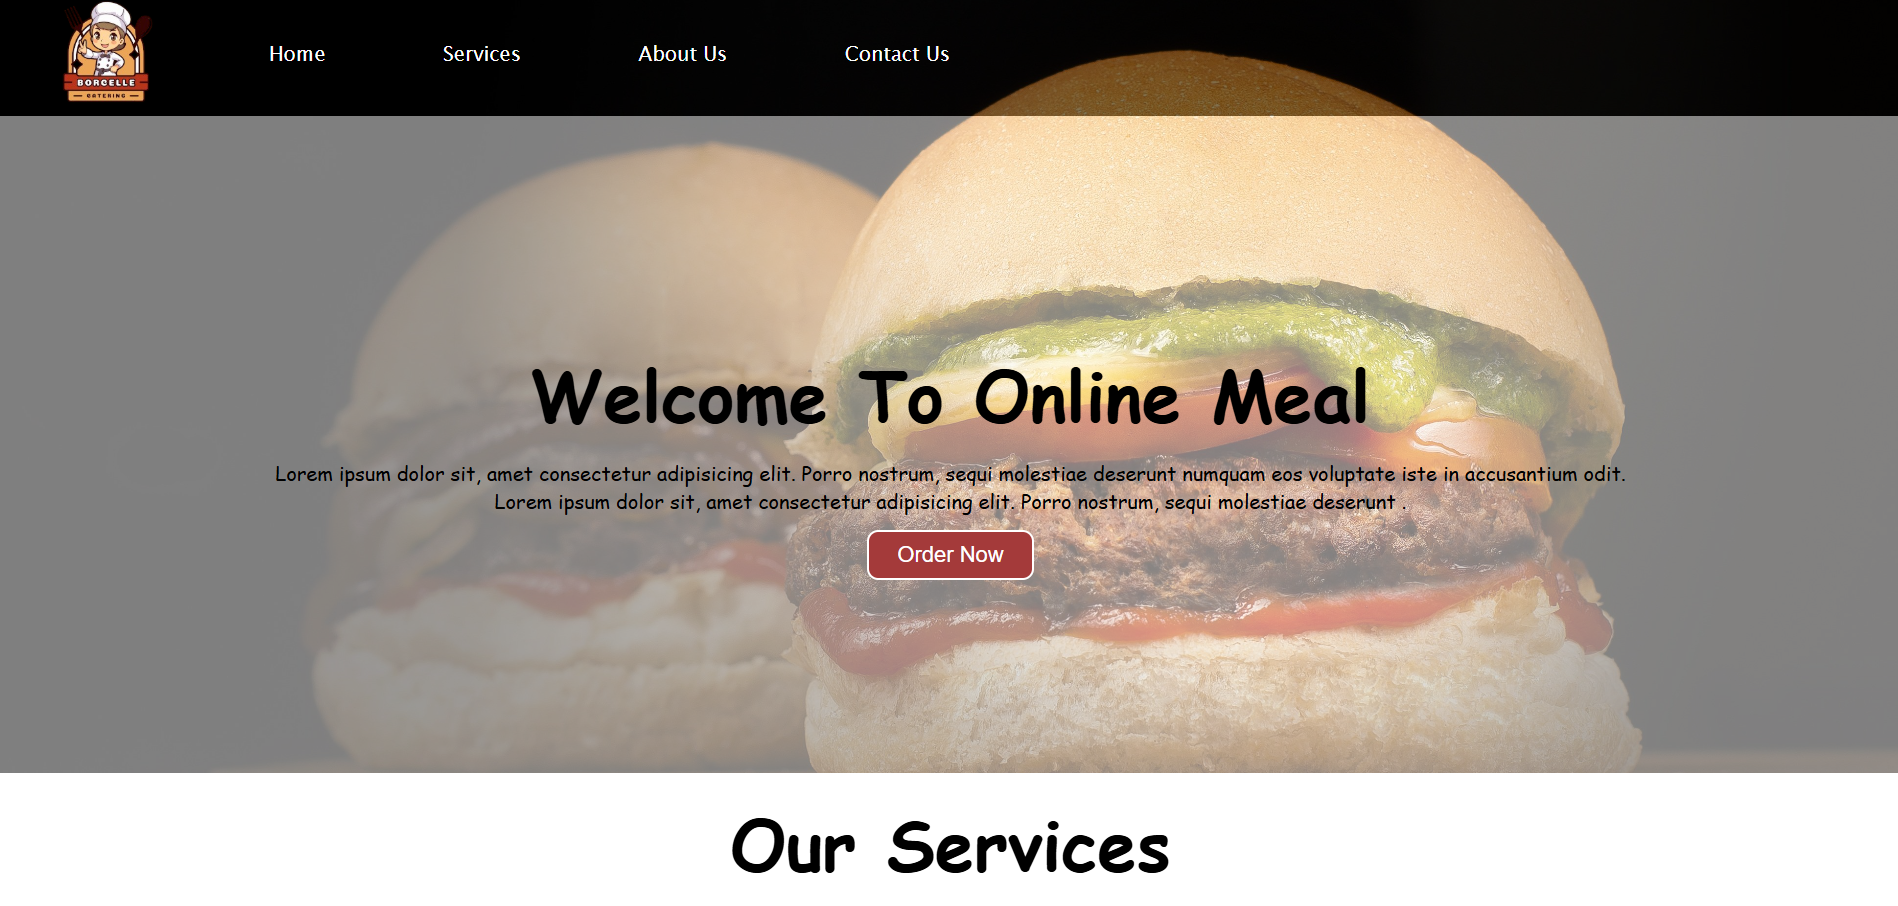 BORCELLE
CATERING
Home Services About Us Contact Us
Welcome To Online Meal
Lorem ipsum dolor sit, amet consectetur adipisicing elit. Porro nostrum, sequi molestiae deserunt numquam eos voluptate iste in accusantium odit.
Lorem ipsum dolor sit, amet consectetur adipisicing elit. Porro nostrum, sequi molestiae deserunt .
Order Now
Our Services